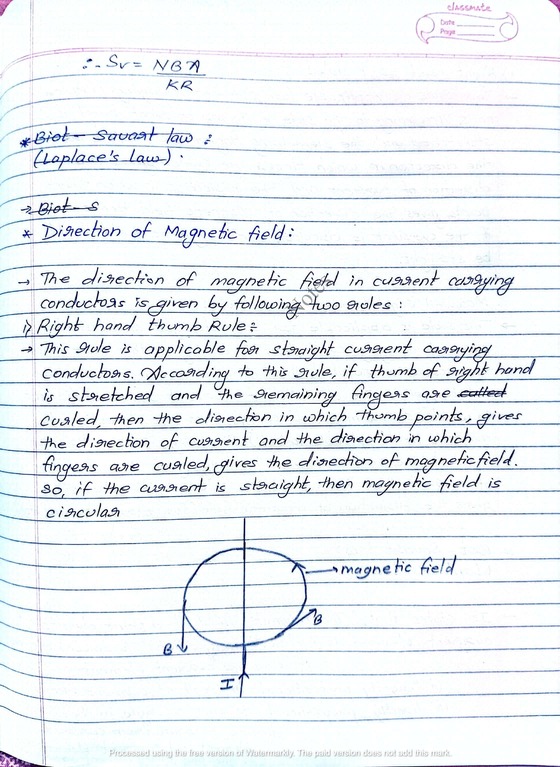 classmate
Date
Page
∴ Sv = NBA
KR
* Biot - Savart law :
(Laplace's Law) .
→ Biot - S
* Direction of Magnetic field :
→ The direction of magnetic field in current carrying
conductors is given by following two rules :
i) Right hand thumb Rule :
→ This rule is applicable for straight current carrying
conductors. According to this rule, if thumb of right hand
is stretched and the remaining fingers are called
curled, then the direction in which thumb points, gives
the direction of current and the direction in which
fingers are curled, gives the direction of magnetic field.
So, if the current is straight, then magnetic field is
circular
→ magnetic field
B
B
I
Processed using the free version of Watermarkly. The paid version does not add this mark.